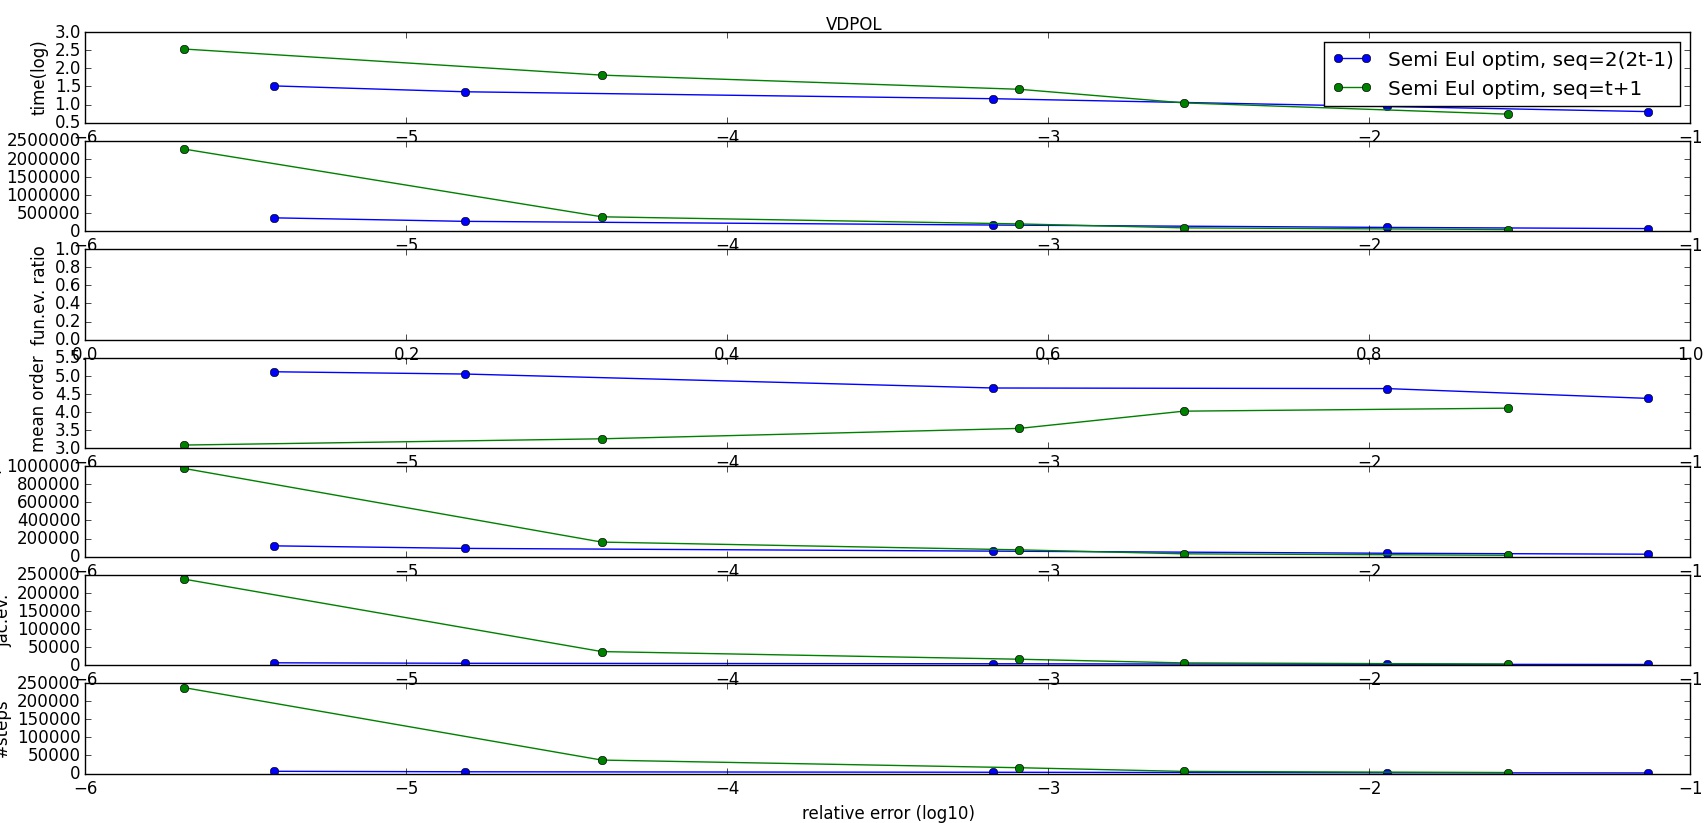 VDPOL
time(log)
3.0
2.5
2.0
1.5
1.0
0.5
Semi Eul optim, seq=2(2t-1)
Semi Eul optim, seq=t+1
−6 −5 −4 −3 −2 −1
2500000
2000000
1500000
1000000
500000
0
−6 −5 −4 −3 −2 −1
fun.ev. ratio
1.0
0.8
0.6
0.4
0.2
0.0
0.0 0.2 0.4 0.6 0.8 1.0
mean order
5.5
5.0
4.5
4.0
3.5
3.0
−6 −5 −4 −3 −2 −1
1000000
800000
600000
400000
200000
0
−6 −5 −4 −3 −2 −1
jac.ev.
250000
200000
150000
100000
50000
0
−6 −5 −4 −3 −2 −1
#steps
250000
200000
150000
100000
50000
0
−6 −5 −4 −3 −2 −1
relative error (log10)